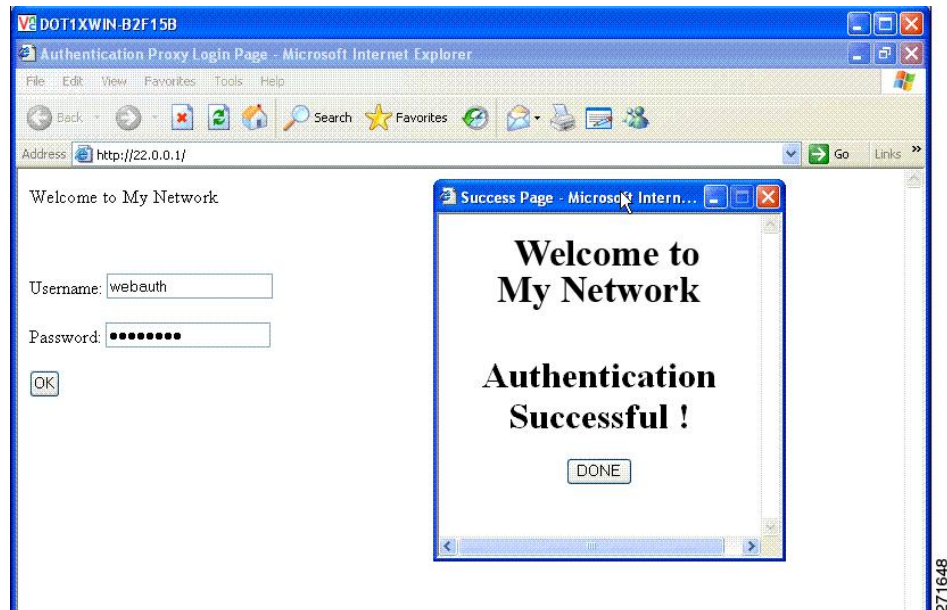 DOT1XWIN-B2F15B
Authentication Proxy Login Page - Microsoft Internet Explorer
File Edit View Favorites Tools Help
Back Search Favorites
Address http://22.0.0.1/ Go Links »
Welcome to My Network
Username: webauth
Password: ●●●●●●●●
OK
Success Page - Microsoft Intern...
Welcome to
My Network
Authentication
Successful !
DONE
271648